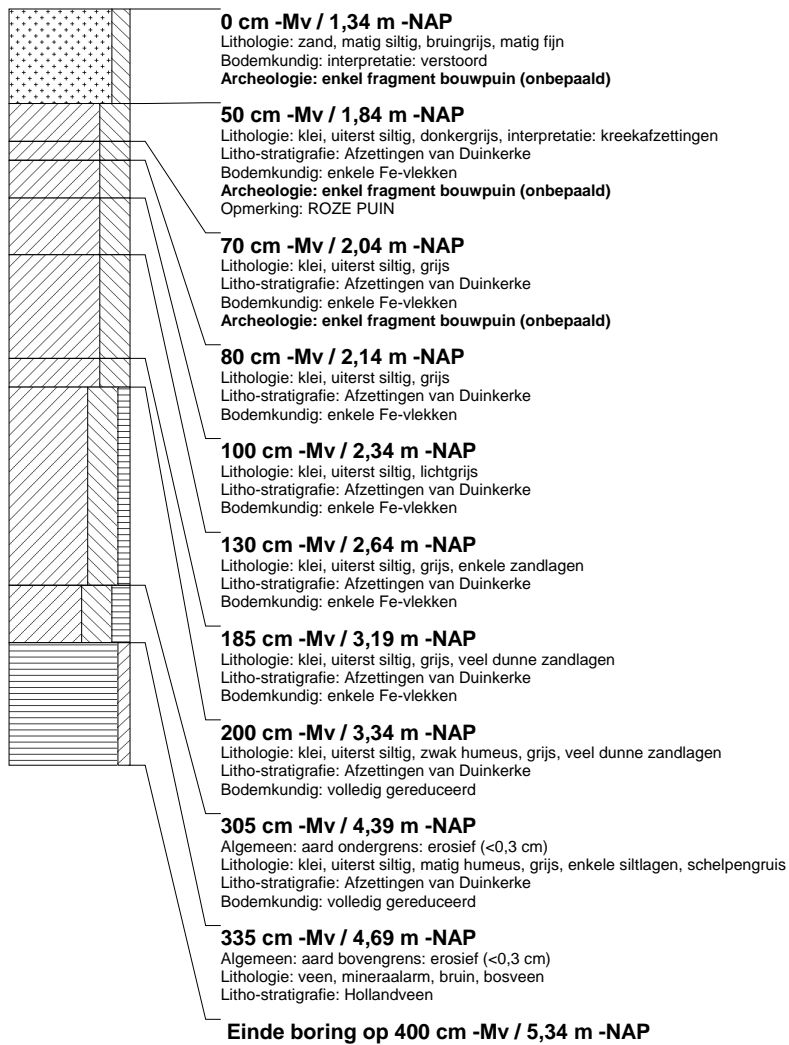 0 cm -Mv / 1,34 m -NAP
Lithologie: zand, matig siltig, bruingrijs, matig fijn
Bodemkundig: interpretatie: verstoord
Archeologie: enkel fragment bouwpuin (onbepaald)
50 cm -Mv / 1,84 m -NAP
Lithologie: klei, uiterst siltig, donkergrijs, interpretatie: kreekafzettingen
Litho-stratigrafie: Afzettingen van Duinkerke
Bodemkundig: enkele Fe-vlekken
Archeologie: enkel fragment bouwpuin (onbepaald)
Opmerking: ROZE PUIN
70 cm -Mv / 2,04 m -NAP
Lithologie: klei, uiterst siltig, grijs
Litho-stratigrafie: Afzettingen van Duinkerke
Bodemkundig: enkele Fe-vlekken
Archeologie: enkel fragment bouwpuin (onbepaald)
80 cm -Mv / 2,14 m -NAP
Lithologie: klei, uiterst siltig, grijs
Litho-stratigrafie: Afzettingen van Duinkerke
Bodemkundig: enkele Fe-vlekken
100 cm -Mv / 2,34 m -NAP
Lithologie: klei, uiterst siltig, lichtgrijs
Litho-stratigrafie: Afzettingen van Duinkerke
Bodemkundig: enkele Fe-vlekken
130 cm -Mv / 2,64 m -NAP
Lithologie: klei, uiterst siltig, grijs, enkele zandlagen
Litho-stratigrafie: Afzettingen van Duinkerke
Bodemkundig: enkele Fe-vlekken
185 cm -Mv / 3,19 m -NAP
Lithologie: klei, uiterst siltig, grijs, veel dunne zandlagen
Litho-stratigrafie: Afzettingen van Duinkerke
Bodemkundig: enkele Fe-vlekken
200 cm -Mv / 3,34 m -NAP
Lithologie: klei, uiterst siltig, zwak humeus, grijs, veel dunne zandlagen
Litho-stratigrafie: Afzettingen van Duinkerke
Bodemkundig: volledig gereduceerd
305 cm -Mv / 4,39 m -NAP
Algemeen: aard ondergrens: erosief (<0,3 cm)
Lithologie: klei, uiterst siltig, matig humeus, grijs, enkele siltlagen, schelpengruis
Litho-stratigrafie: Afzettingen van Duinkerke
Bodemkundig: volledig gereduceerd
335 cm -Mv / 4,69 m -NAP
Algemeen: aard bovengrens: erosief (<0,3 cm)
Lithologie: veen, mineraalarm, bruin, bosveen
Litho-stratigrafie: Hollandveen
Einde boring op 400 cm -Mv / 5,34 m -NAP